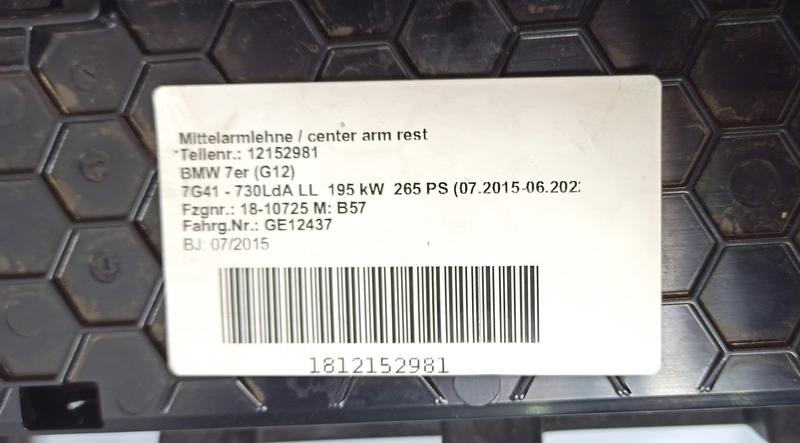 Mittelarmlehne / center arm rest
Teilenr.: 12152981
BMW 7er (G12)
7G41 - 730LdA LL 195 kW 265 PS (07.2015-06.202
Fzgnr.: 18-10725 M: B57
Fahrg.Nr.: GE12437
BJ: 07/2015
1812152981